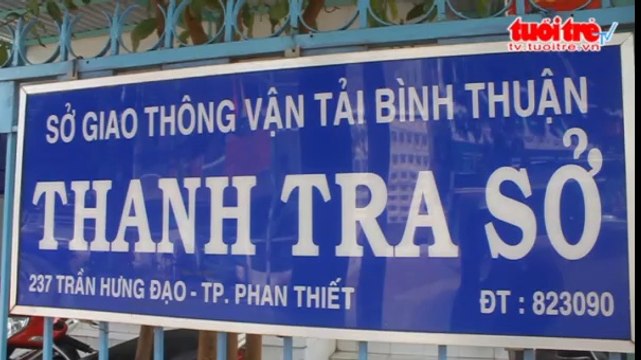 tuổi trẻ TV
tv.tuoitre.vn
SỞ GIAO THÔNG VẬN TẢI BÌNH THUẬN
THANH TRA SỞ
237 TRẦN HƯNG ĐẠO - TP. PHAN THIẾT ĐT : 823090